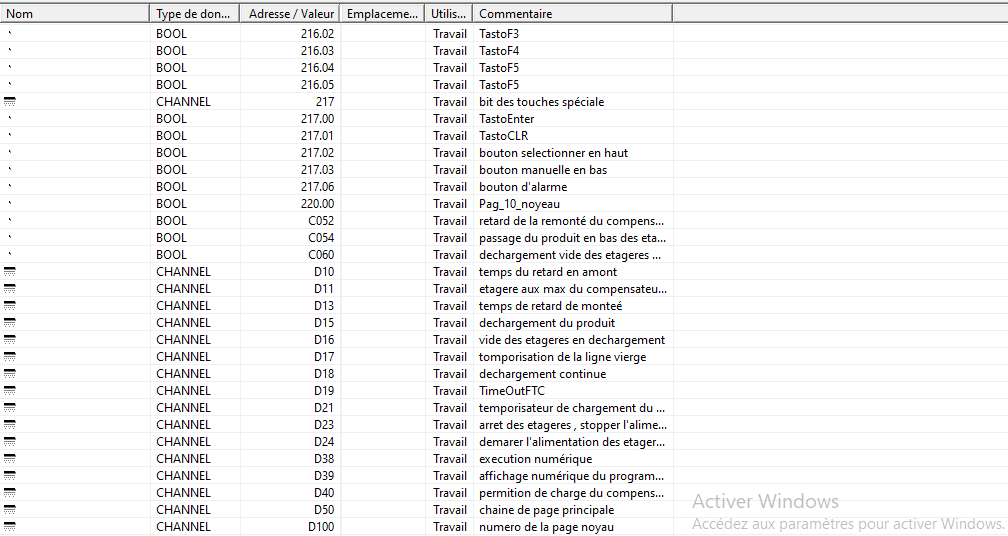 Nom Type de don... Adresse / Valeur Emplaceme... Utilis... Commentaire
BOOL 216.02 Travail TastoF3
BOOL 216.03 Travail TastoF4
BOOL 216.04 Travail TastoF5
BOOL 216.05 Travail TastoF5
CHANNEL 217 Travail bit des touches spéciale
BOOL 217.00 Travail TastoEnter
BOOL 217.01 Travail TastoCLR
BOOL 217.02 Travail bouton selectionner en haut
BOOL 217.03 Travail bouton manuelle en bas
BOOL 217.06 Travail bouton d'alarme
BOOL 220.00 Travail Pag_10_noyeau
BOOL C052 Travail retard de la remonté du compens...
BOOL C054 Travail passage du produit en bas des eta...
BOOL C060 Travail dechargement vide des etageres ...
CHANNEL D10 Travail temps du retard en amont
CHANNEL D11 Travail etagere aux max du compensateu...
CHANNEL D13 Travail temps de retard de monteé
CHANNEL D15 Travail dechargement du produit
CHANNEL D16 Travail vide des etageres en dechargement
CHANNEL D17 Travail tomporisation de la ligne vierge
CHANNEL D18 Travail dechargement continue
CHANNEL D19 Travail TimeOutFTC
CHANNEL D21 Travail temporisateur de chargement du ...
CHANNEL D23 Travail arret des etageres , stopper l'alime...
CHANNEL D24 Travail demarer l'alimentation des etager...
CHANNEL D38 Travail execution numérique
CHANNEL D39 Travail affichage numérique du program...
CHANNEL D40 Travail permition de charge du compens...
CHANNEL D50 Travail chaine de page principale
CHANNEL D100 Travail numero de la page noyau
Activer Windows
Accédez aux paramètres pour activer Windows.